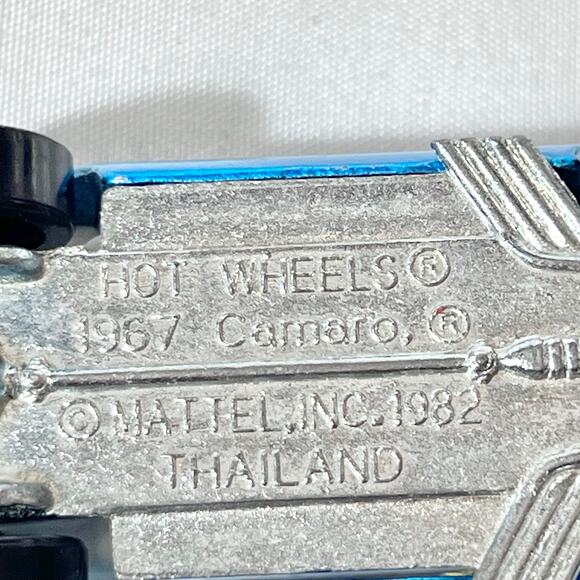 HOT WHEELS®
1967 Camaro, ®
© MATTEL, INC. 1982
THAILAND